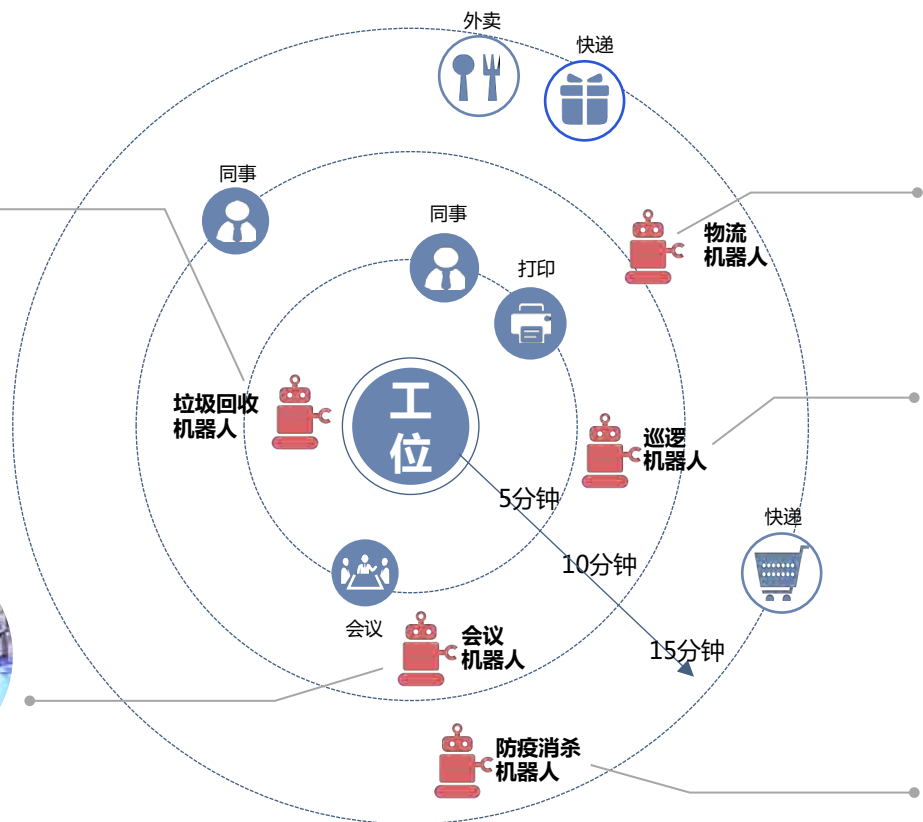 外卖
快递
同事
同事
物流
机器人
打印
工
位
垃圾回收
机器人
巡逻
机器人
5分钟
快递
10分钟
会议
会议
机器人
15分钟
防疫消杀
机器人